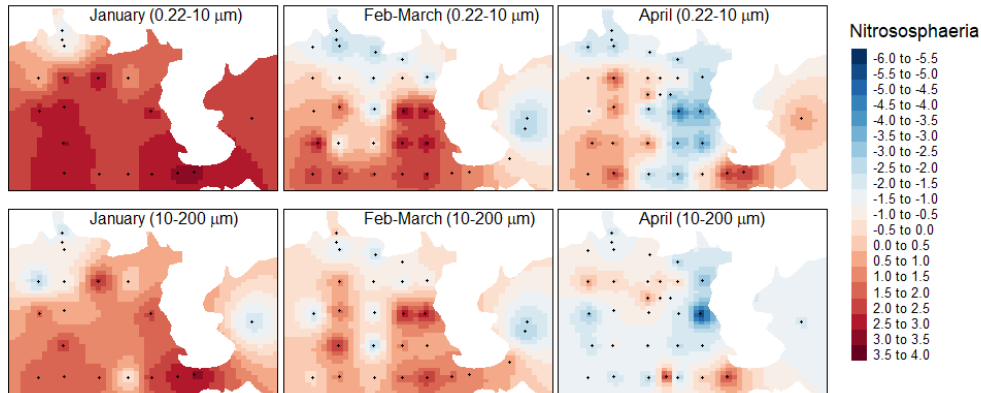 January (0.22-10 μm)
Feb-March (0.22-10 μm)
April (0.22-10 μm)
January (10-200 μm)
Feb-March (10-200 μm)
April (10-200 μm)
Nitrososphaeria
-6.0 to -5.5
-5.5 to -5.0
-5.0 to -4.5
-4.5 to -4.0
-4.0 to -3.5
-3.5 to -3.0
-3.0 to -2.5
-2.5 to -2.0
-2.0 to -1.5
-1.5 to -1.0
-1.0 to -0.5
-0.5 to 0.0
0.0 to 0.5
0.5 to 1.0
1.0 to 1.5
1.5 to 2.0
2.0 to 2.5
2.5 to 3.0
3.0 to 3.5
3.5 to 4.0